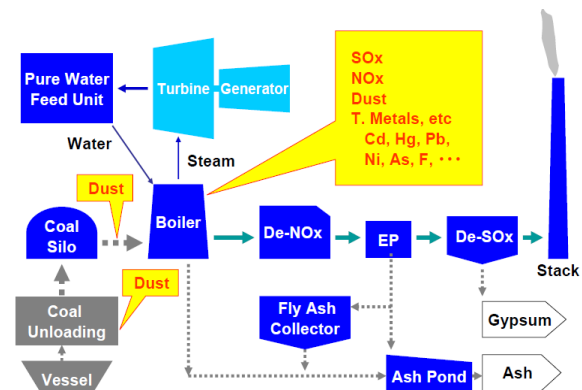 SOx
NOx
Dust
T. Metals, etc
Cd, Hg, Pb,
Ni, As, F, ･･･
Pure Water
Feed Unit
Turbine
Generator
Water
Steam
Dust
Coal
Silo
Boiler
De-NOx
EP
De-SOx
Stack
Dust
Coal
Unloading
Fly Ash
Collector
Gypsum
Vessel
Ash Pond
Ash